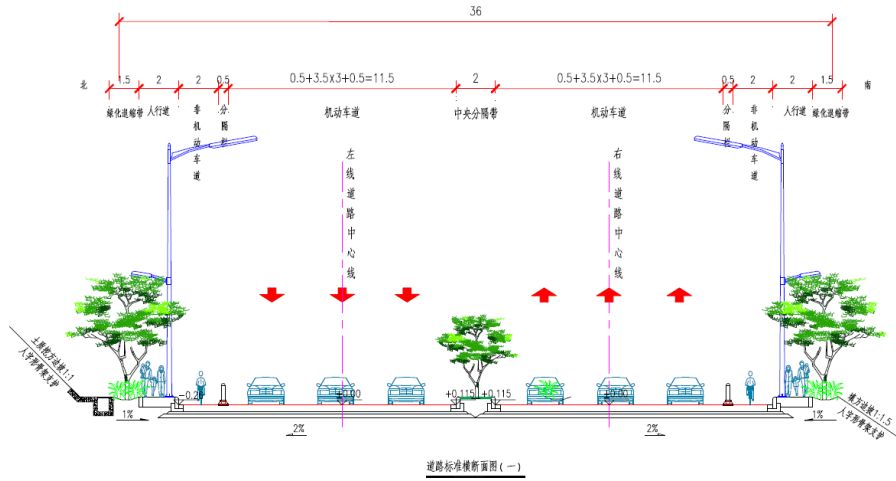 36
北
1.5
2
2
0.5
0.5+3.5x3+0.5=11.5
2
0.5+3.5x3+0.5=11.5
0.5
2
2
1.5
南
绿化退缩带
人行道
非机动车道
分隔栏
机动车道
中央分隔带
机动车道
分隔栏
非机动车道
人行道
绿化退缩带
左线道路中心线
右线道路中心线
土质挖方边坡1:1
人字形骨架支护
±0.00
+0.115
+0.115
±0.00
填方边坡1:1.5
人字形骨架支护
1%
2%
2%
1%
道路标准横断面图(一)